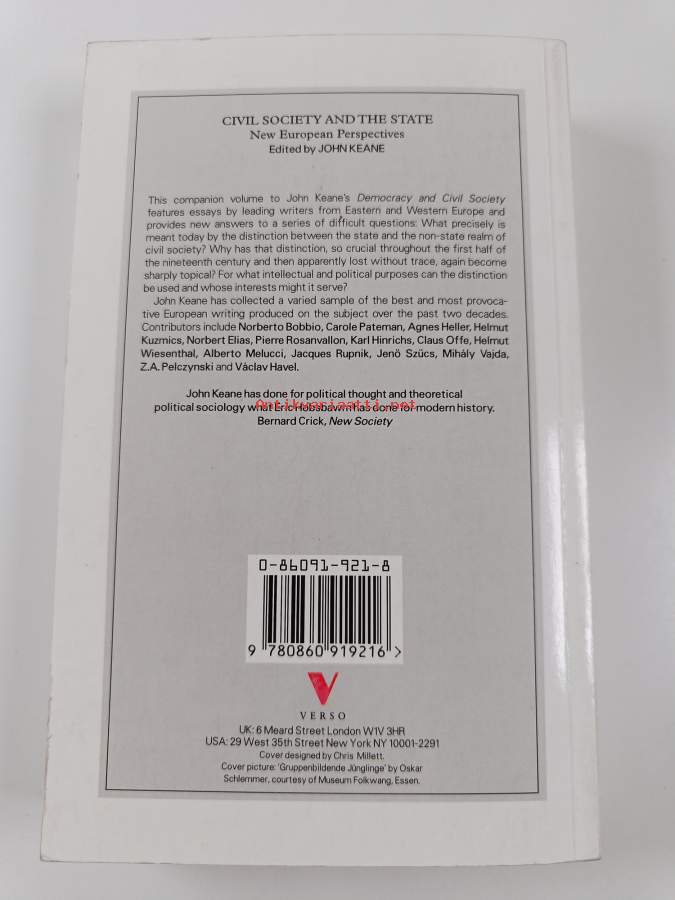 CIVIL SOCIETY AND THE STATE
New European Perspectives
Edited by JOHN KEANE
This companion volume to John Keane's Democracy and Civil Society
features essays by leading writers from Eastern and Western Europe and
provides new answers to a series of difficult questions: What precisely is
meant today by the distinction between the state and the non-state realm of
civil society? Why has that distinction, so crucial throughout the first half of
the nineteenth century and then apparently lost without trace, again become
sharply topical? For what intellectual and political purposes can the distinction
be used and whose interests might it serve?
John Keane has collected a varied sample of the best and most provoca-
tive European writing produced on the subject over the past two decades.
Contributors include Norberto Bobbio, Carole Pateman, Agnes Heller, Helmut
Kuzmics, Norbert Elias, Pierre Rosanvallon, Karl Hinrichs, Claus Offe, Helmut
Wiesenthal, Alberto Melucci, Jacques Rupnik, Jenö Szücs, Mihály Vajda,
Z.A. Pelczynski and Václav Havel.
John Keane has done for political thought and theoretical
political sociology what Eric Hobsbawm has done for modern history.
Antikvariaatti.net
Bernard Crick, New Society
0-86091-921-8
9 780860 919216 >
VERSO
UK: 6 Meard Street London W1V 3HR
USA: 29 West 35th Street New York NY 10001-2291
Cover designed by Chris Millett.
Cover picture: 'Gruppenbildende Jünglinge' by Oskar
Schlemmer, courtesy of Museum Folkwang, Essen.